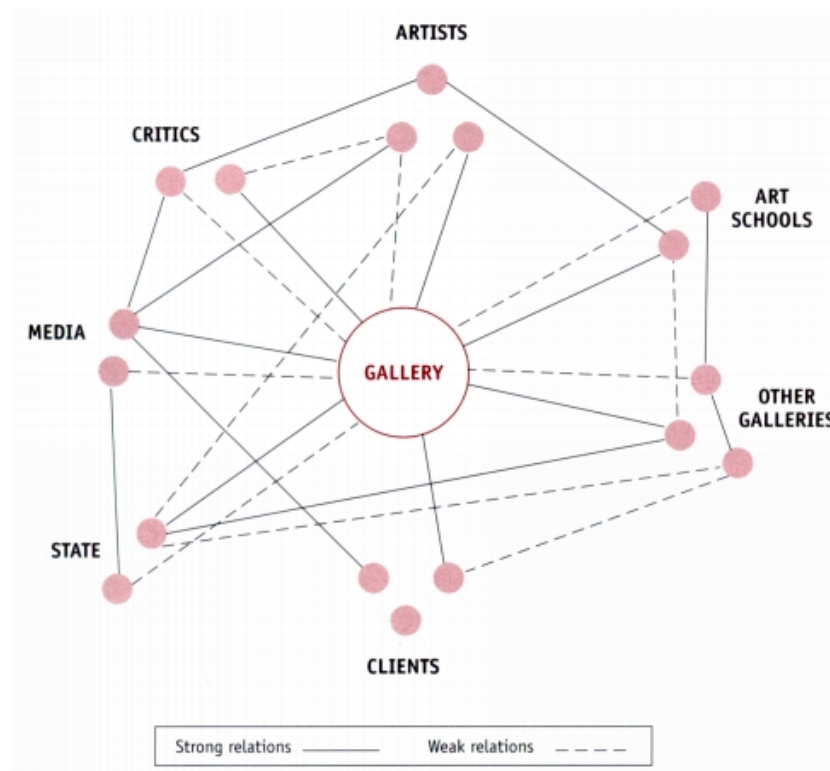 ARTISTS
CRITICS
ART
SCHOOLS
MEDIA
GALLERY
OTHER
GALLERIES
STATE
CLIENTS
Strong relations
Weak relations